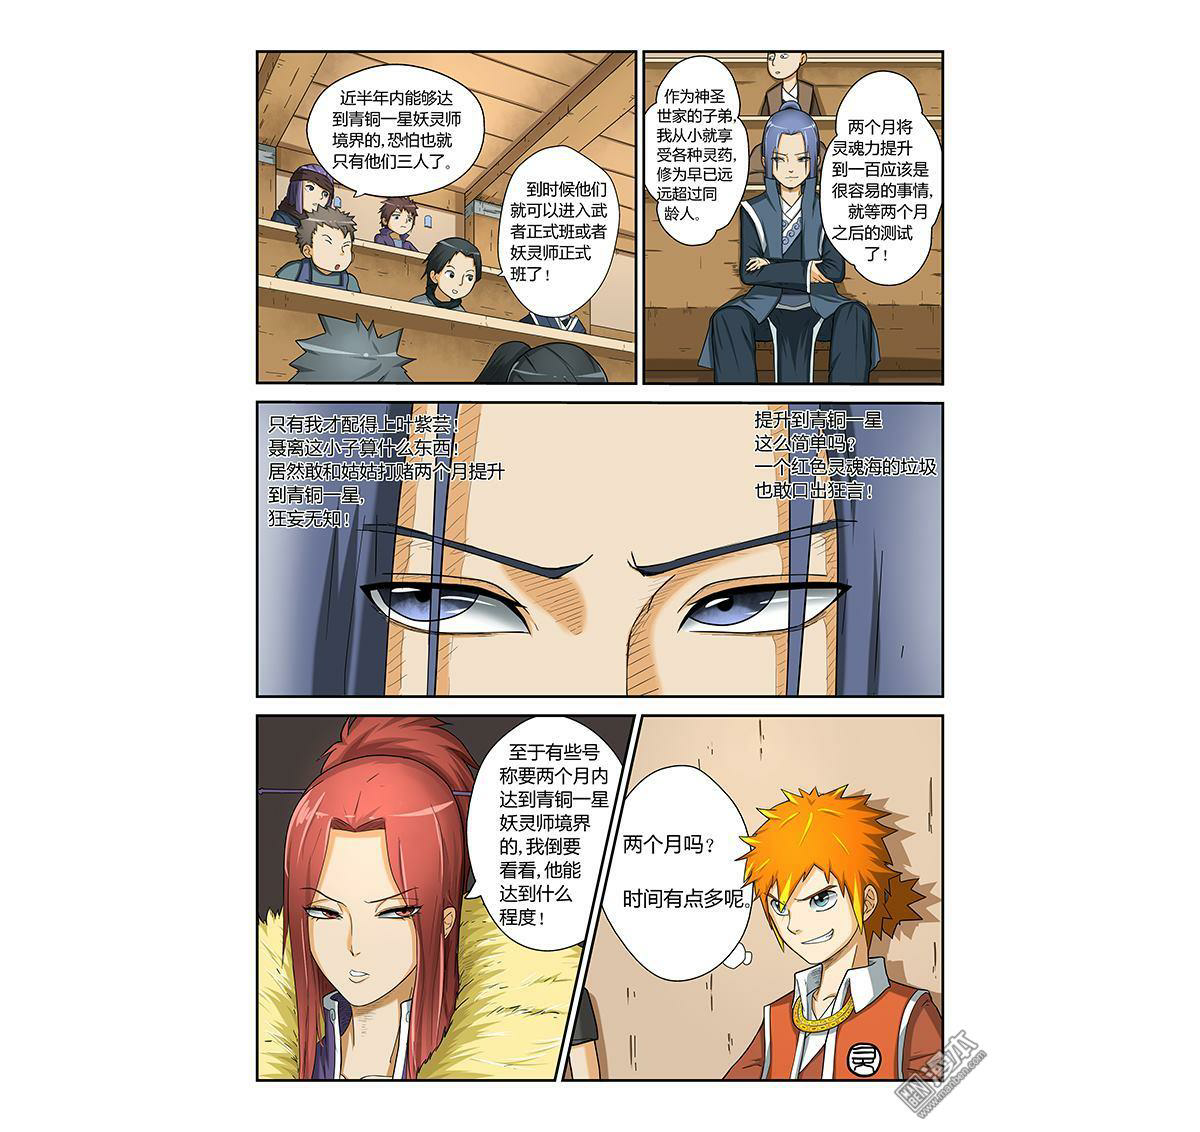 近半年内能够达
到青铜一星妖灵师
境界的,恐怕也就
只有他们三人了。
到时候他们
就可以进入武
者正式班或者
妖灵师正式
班了!
作为神圣
世家的子弟,
我从小就享
受各种灵药,
修为早已远
远超过同
龄人。
两个月将
灵魂力提升
到一百应该是
很容易的事情,
就等两个月
之后的测试
了!
只有我才配得上叶紫芸!
聂离这小子算什么东西!
居然敢和姑姑打赌两个月提升
到青铜一星,
狂妄无知!
提升到青铜一星
这么简单吗?
一个红色灵魂海的垃圾
也敢口出狂言!
至于有些号
称要两个月内
达到青铜一星
妖灵师境界
的,我倒要
看看,他能
达到什么
程度!
两个月吗?
时间有点多呢。
灵
漫本
www.manben.com